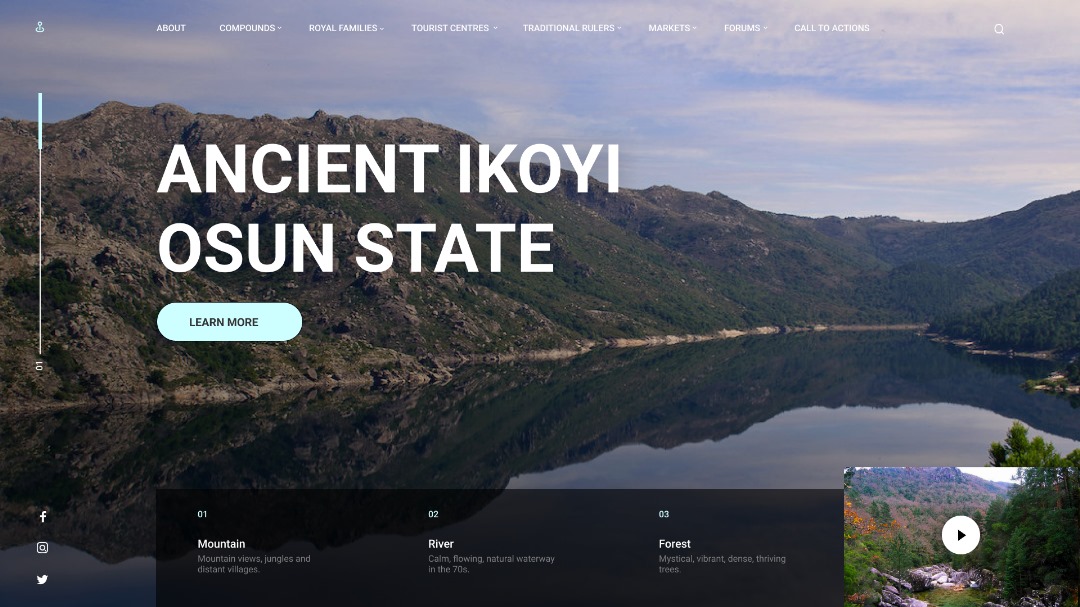 ABOUT COMPOUNDS ROYAL FAMILIES TOURIST CENTRES TRADITIONAL RULERS MARKETS FORUMS CALL TO ACTIONS
ANCIENT IKOYI
OSUN STATE
LEARN MORE
01
01
Mountain
Mountain views, jungles and
distant villages.
02
River
Calm, flowing, natural waterway
in the 70s.
03
Forest
Mystical, vibrant, dense, thriving
trees.